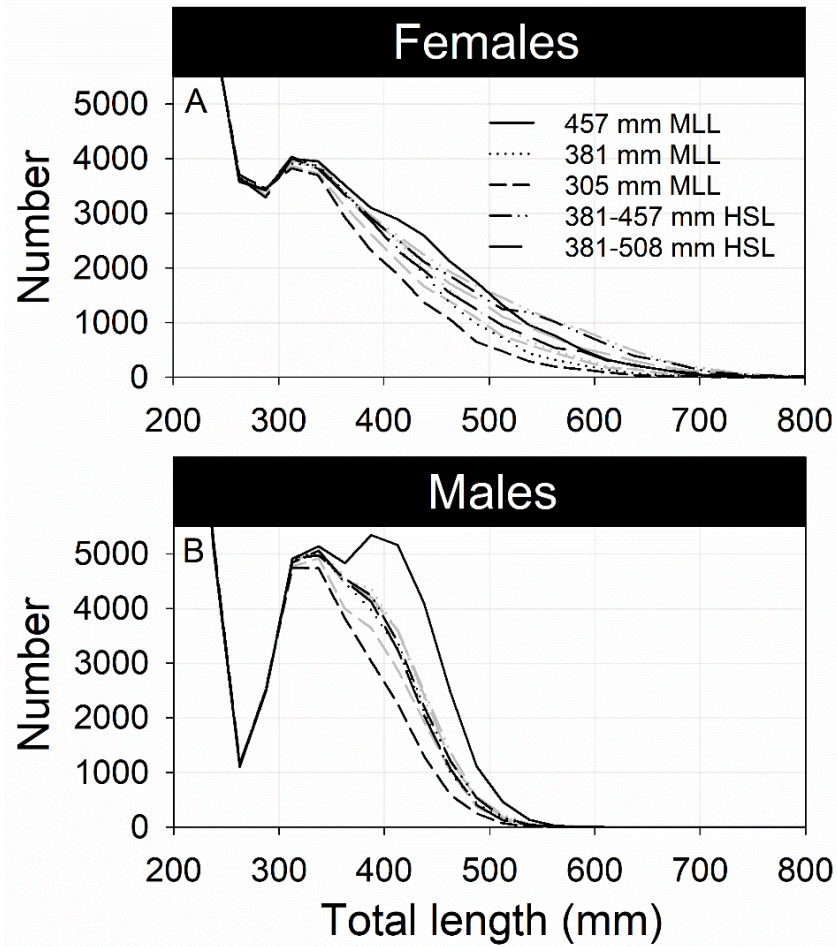 Females
A
5000
4000
3000
2000
1000
0
Number
457 mm MLL
381 mm MLL
305 mm MLL
381-457 mm HSL
381-508 mm HSL
200 300 400 500 600 700 800
Males
B
5000
4000
3000
2000
1000
0
Number
200 300 400 500 600 700 800
Total length (mm)